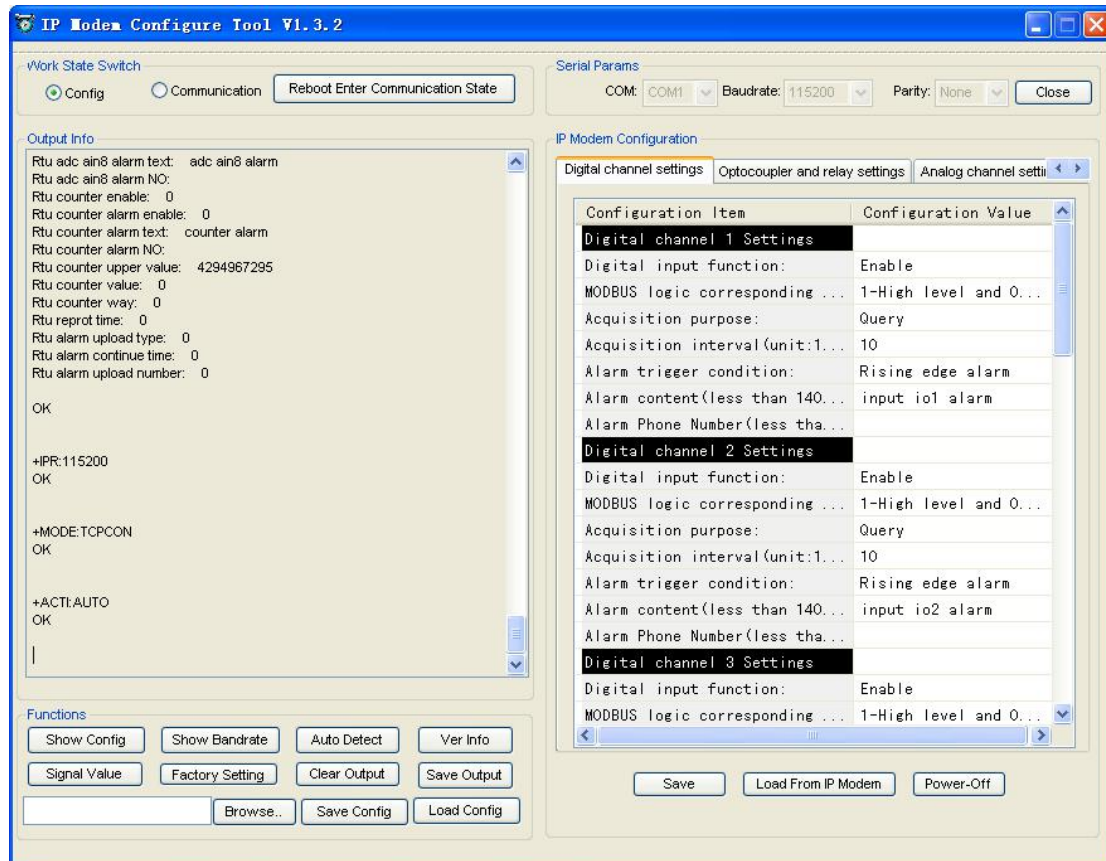 IP Modem Configure Tool V1.3.2
Work State Switch
Config Communication Reboot Enter Communication State
Serial Params
COM: COM1 Baudrate: 115200 Parity: None Close
Output Info
Rtu adc ain8 alarm text: adc ain8 alarm
Rtu adc ain8 alarm NO:
Rtu counter enable: 0
Rtu counter alarm enable: 0
Rtu counter alarm text: counter alarm
Rtu counter alarm NO:
Rtu counter upper value: 4294967295
Rtu counter value: 0
Rtu counter way: 0
Rtu reprot time: 0
Rtu alarm upload type: 0
Rtu alarm continue time: 0
Rtu alarm upload number: 0
OK
+IPR:115200
OK
+MODE:TCPCON
OK
+ACTI:AUTO
OK
Functions
Show Config Show Bandrate Auto Detect Ver Info
Signal Value Factory Setting Clear Output Save Output
Browse.. Save Config Load Config
IP Modem Configuration
Digital channel settings Optocupler and relay settings Analog channel setti
Configuration Item Configuration Value
Digital channel 1 Settings
Digital input function: Enable
MODBUS logic corresponding ... 1-High level and 0...
Acquisition purpose: Query
Acquisition interval(unit:1... 10
Alarm trigger condition: Rising edge alarm
Alarm content(less than 140... input io1 alarm
Alarm Phone Number(less tha...
Digital channel 2 Settings
Digital input function: Enable
MODBUS logic corresponding ... 1-High level and 0...
Acquisition purpose: Query
Acquisition interval(unit:1... 10
Alarm trigger condition: Rising edge alarm
Alarm content(less than 140... input io2 alarm
Alarm Phone Number(less tha...
Digital channel 3 Settings
Digital input function: Enable
MODBUS logic corresponding ... 1-High level and 0...
Save Load From IP Modem Power-Off